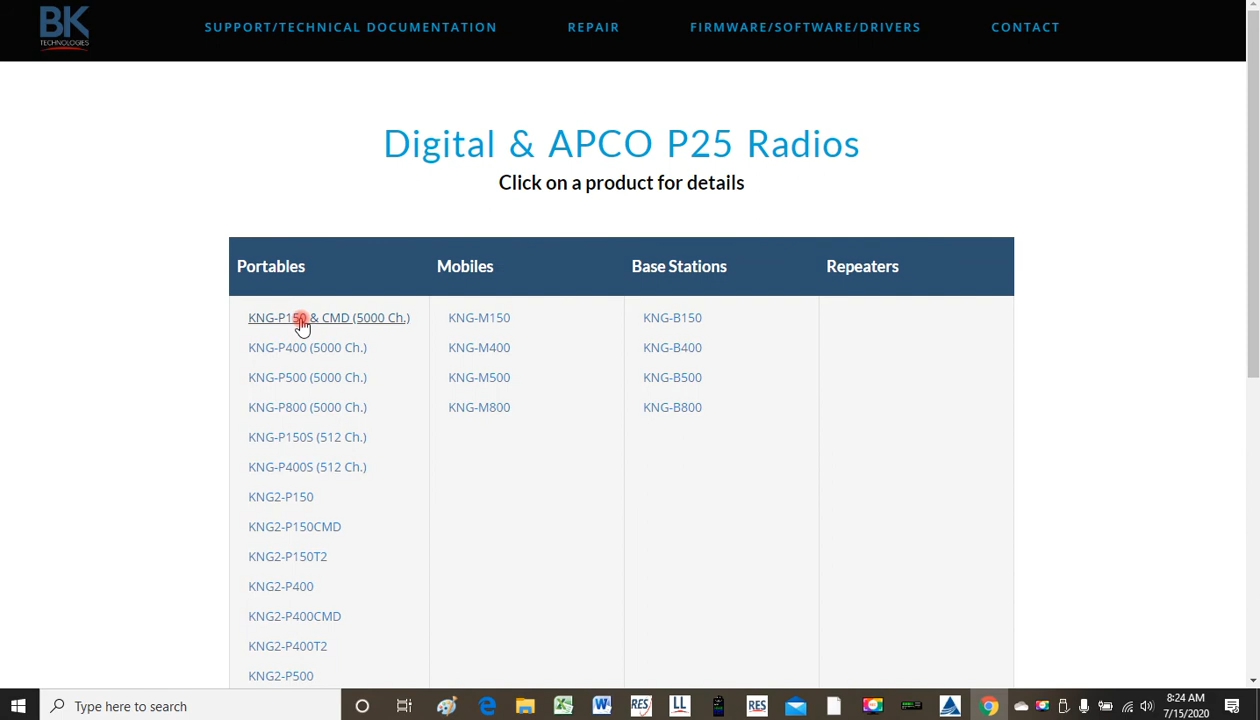 BK
TECHNOLOGIES
SUPPORT/TECHNICAL DOCUMENTATION REPAIR FIRMWARE/SOFTWARE/DRIVERS CONTACT
Digital & APCO P25 Radios
Click on a product for details
Portables Mobiles Base Stations Repeaters
KNG-P150 & CMD (5000 Ch.) KNG-M150 KNG-B150
KNG-P400 (5000 Ch.) KNG-M400 KNG-B400
KNG-P500 (5000 Ch.) KNG-M500 KNG-B500
KNG-P800 (5000 Ch.) KNG-M800 KNG-B800
KNG-P150S (512 Ch.)
KNG-P400S (512 Ch.)
KNG2-P150
KNG2-P150CMD
KNG2-P150T2
KNG2-P400
KNG2-P400CMD
KNG2-P400T2
KNG2-P500
Type here to search RES LL RES 8:24 AM
7/15/2020